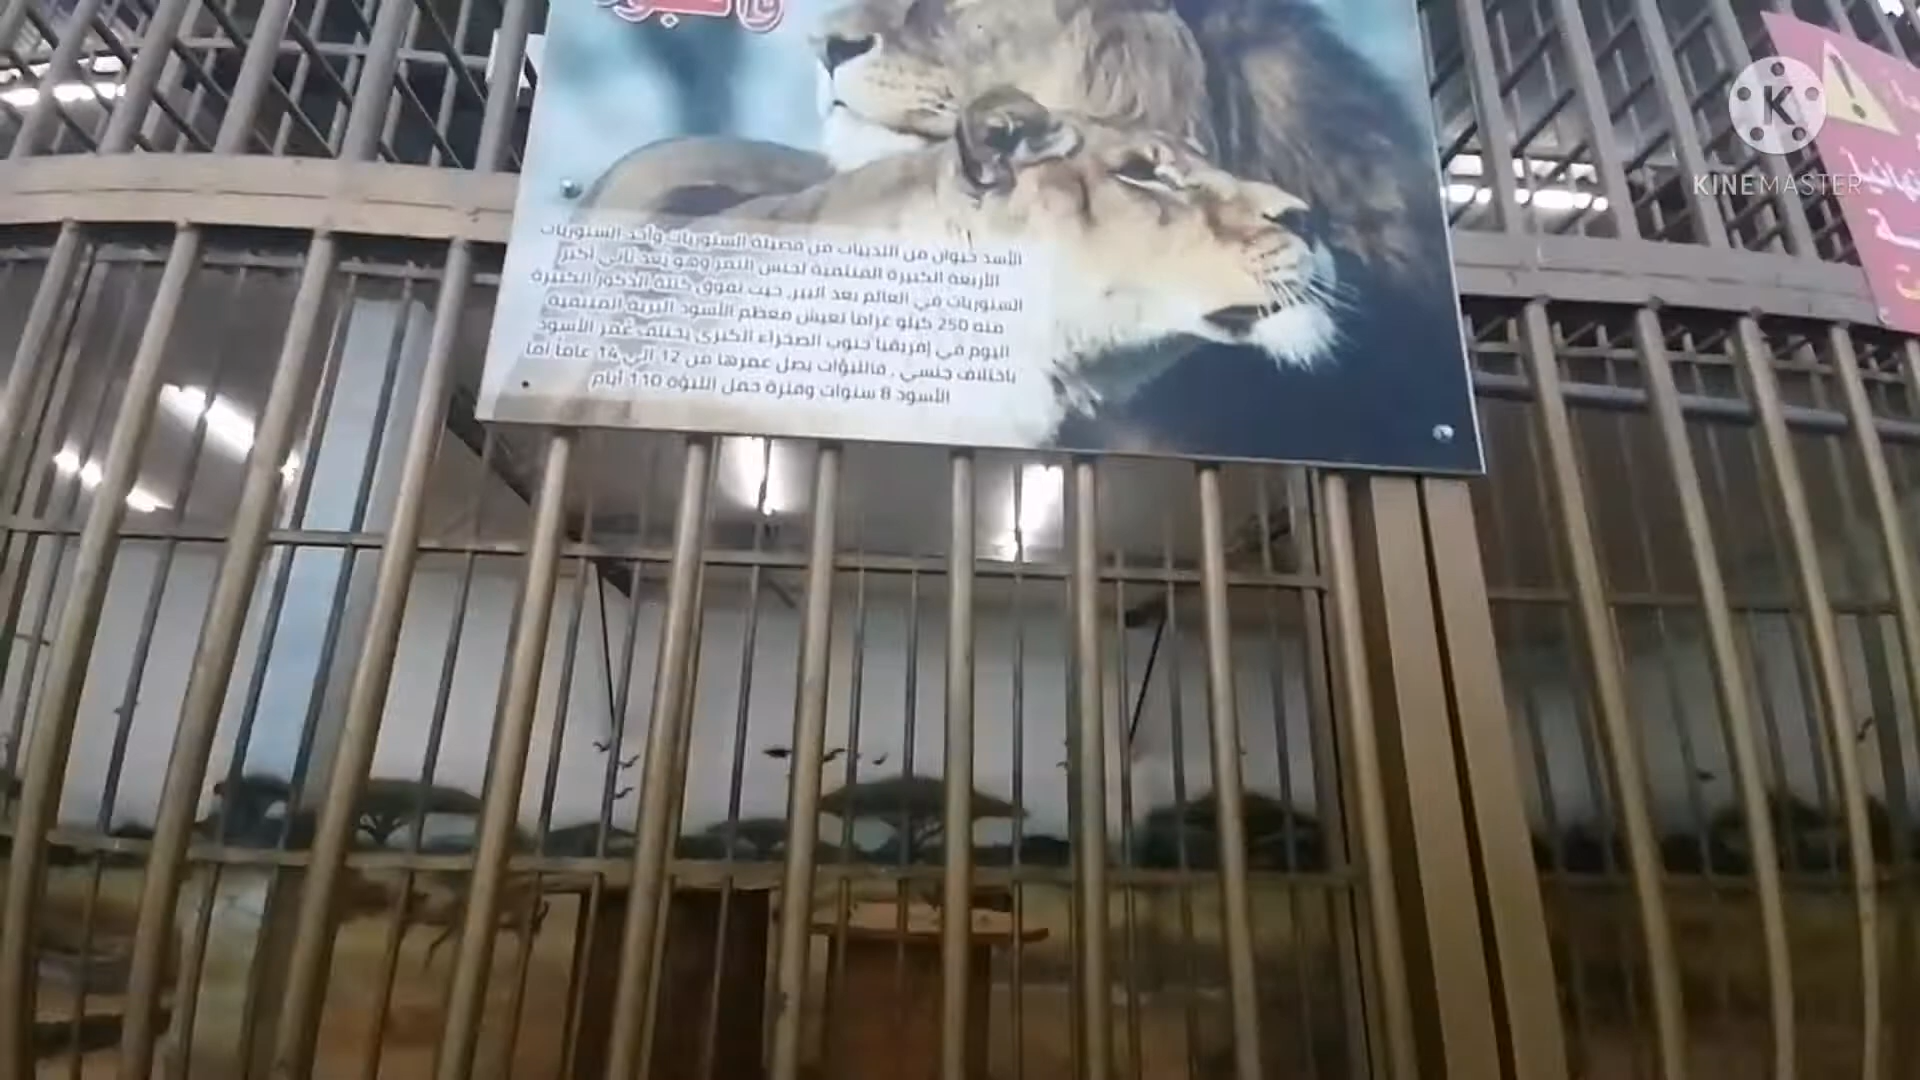 KINEMASTER
الأسد حيوان من الثدييات من فصيلة السنوريات وأحد السنوريات
الأربعة الكبيرة المنتمية لجنس النمر وهو يعد ثاني أكبر
السنوريات في العالم بعد الببر، حيث تفوق كتلة الذكور الكبيرة
منه 250 كيلو غراما تعيش معظم الأسود البرية المتبقية
اليوم في إفريقيا جنوب الصحراء الكبرى يختلف عمر الأسود
باختلاف جنسي , فاللبؤات يصل عمرها من 12 الى 14 عاماً أما
الأسود 8 سنوات وفترة حمل اللبؤة 110 أيام